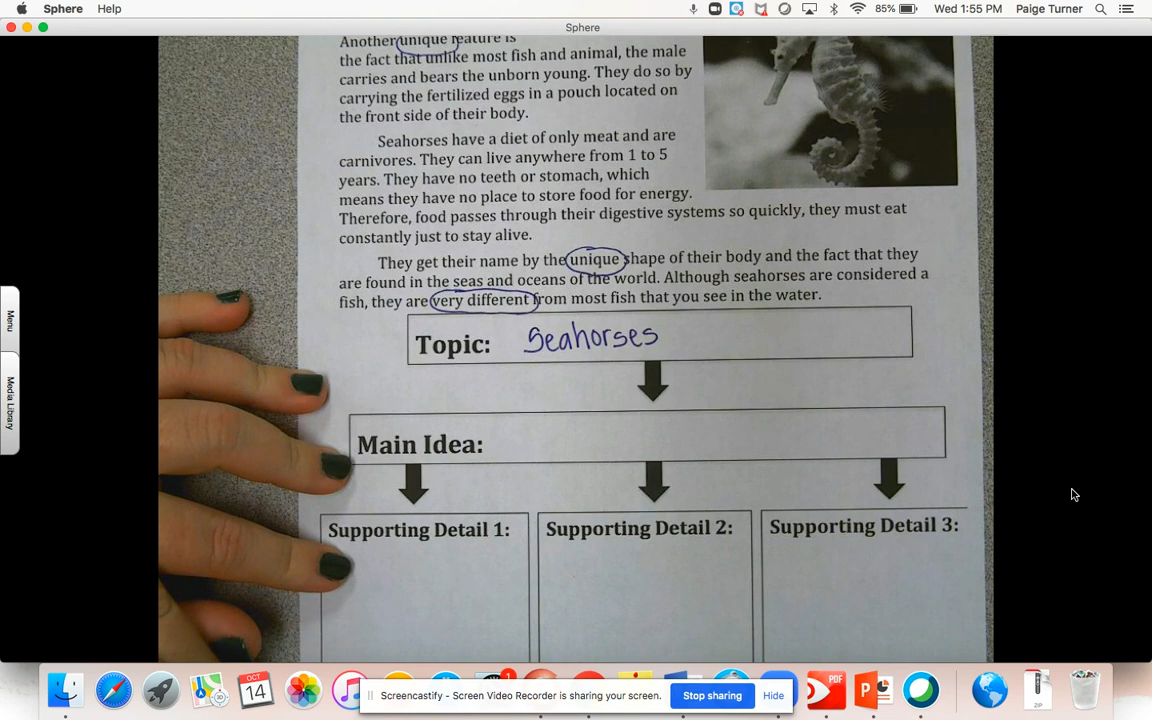 Sphere Help 85% Wed 1:55 PM Paige Turner
Sphere
Another unique feature is
the fact that unlike most fish and animal, the male
carries and bears the unborn young. They do so by
carrying the fertilized eggs in a pouch located on
the front side of their body.
Seahorses have a diet of only meat and are
carnivores. They can live anywhere from 1 to 5
years. They have no teeth or stomach, which
means they have no place to store food for energy.
Therefore, food passes through their digestive systems so quickly, they must eat
constantly just to stay alive.
They get their name by the unique shape of their body and the fact that they
are found in the seas and oceans of the world. Although seahorses are considered a
fish, they are very different from most fish that you see in the water.
Topic: Seahorses
Main Idea:
Supporting Detail 1: Supporting Detail 2: Supporting Detail 3:
Menu
Media Library
OCT
14
1
PDF
P
ZIP
Screencastify - Screen Video Recorder is sharing your screen. Stop sharing Hide